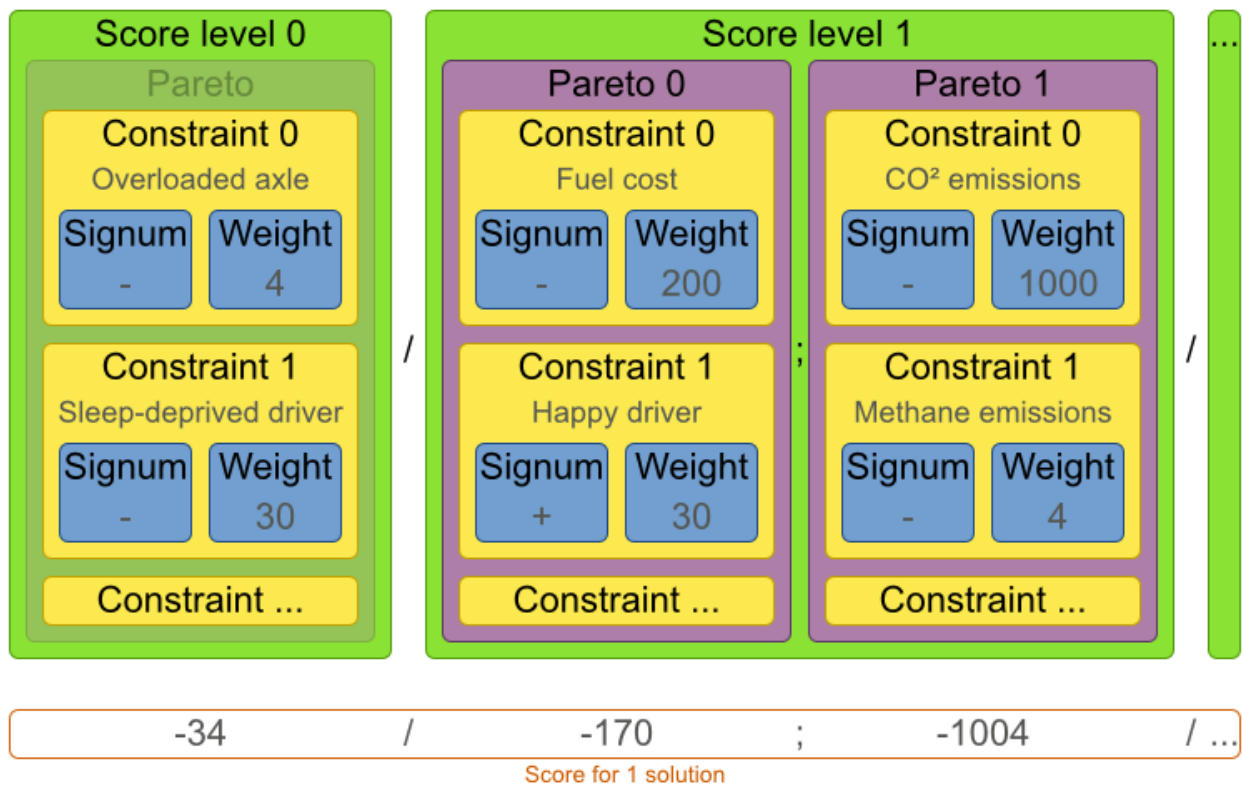 Score level 0
Pareto
Constraint 0
Overloaded axle
Signum
-
Weight
4
Constraint 1
Sleep-deprived driver
Signum
-
Weight
30
Constraint ...
/
Score level 1
Pareto 0
Constraint 0
Fuel cost
Signum
-
Weight
200
Constraint 1
Happy driver
Signum
+
Weight
30
Constraint ...
;
Pareto 1
Constraint 0
CO² emissions
Signum
-
Weight
1000
Constraint 1
Methane emissions
Signum
-
Weight
4
Constraint ...
/
...
-34 / -170 ; -1004 / ...
Score for 1 solution